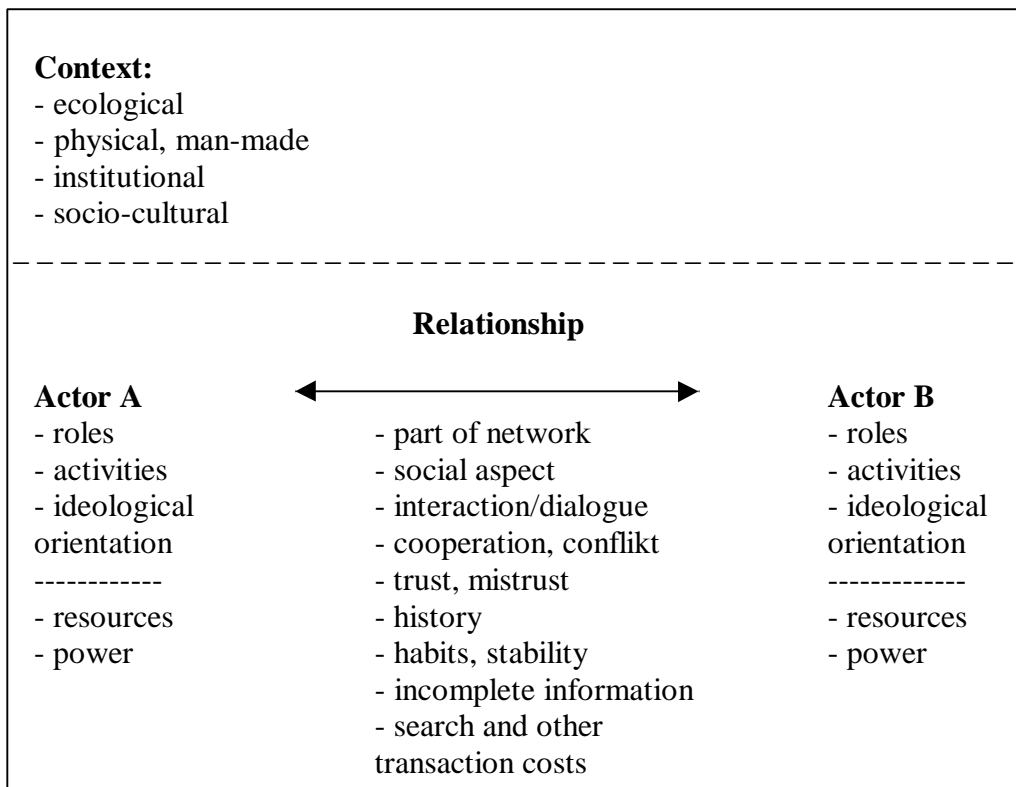 Context:
- ecological
- physical, man-made
- institutional
- socio-cultural
Relationship
Actor A
- roles
- activities
- ideological
orientation
------------
- resources
- power
- part of network
- social aspect
- interaction/dialogue
- cooperation, conflikt
- trust, mistrust
- history
- habits, stability
- incomplete information
- search and other
transaction costs
Actor B
- roles
- activities
- ideological
orientation
-------------
- resources
- power